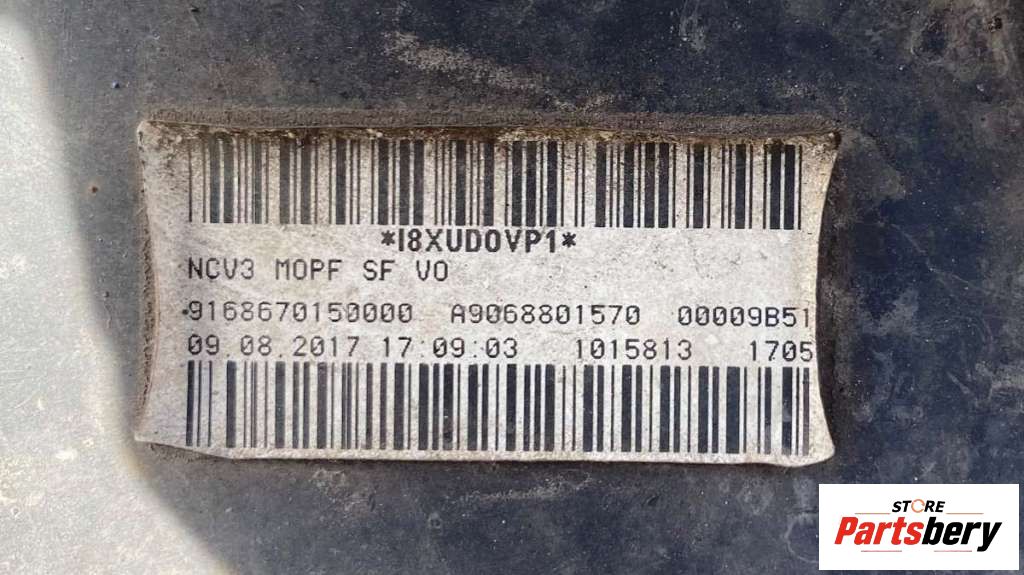 *I8XUDOVP1*
NCV3 MOPF SF VO
9168670150000 A9068801570 00009B51
09.08.2017 17:09:03 1015813 1705
STORE
Partsbery